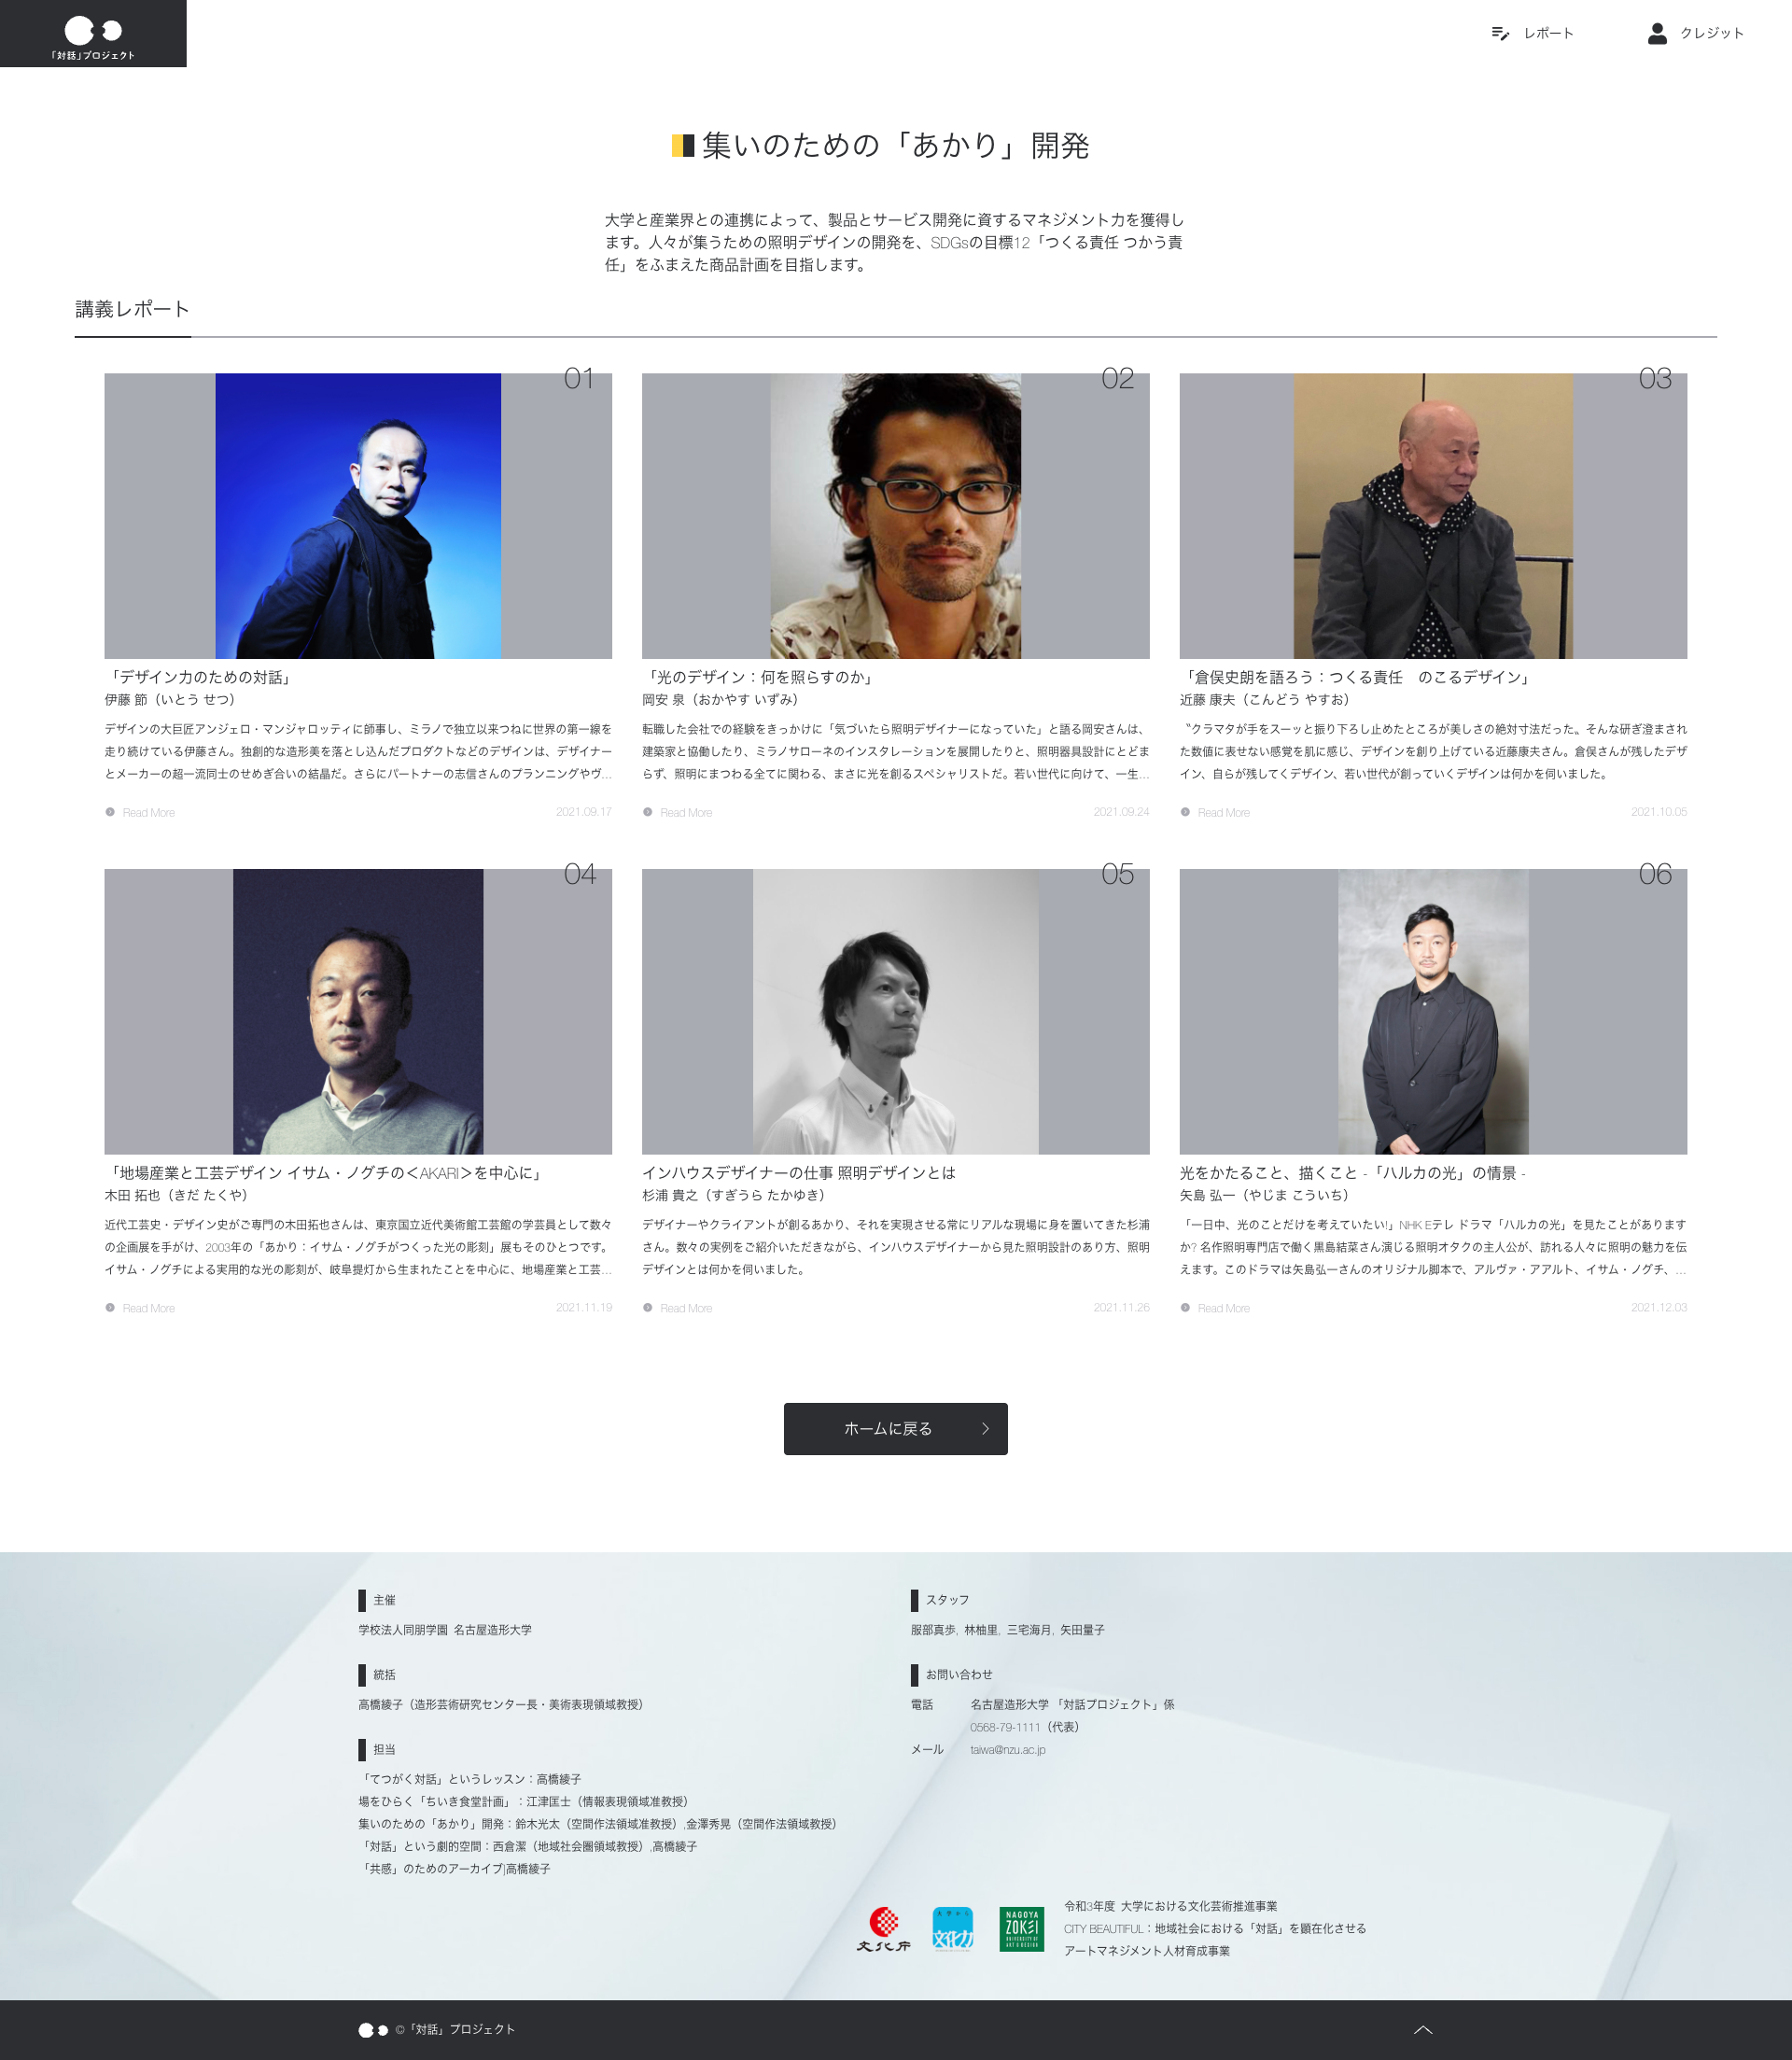 「対話」プロジェクト
レポート
クレジット
集いのための「あかり」開発
大学と産業界との連携によって、製品とサービス開発に資するマネジメント力を獲得し
ます。人々が集うための照明デザインの開発を、SDGsの目標12「つくる責任 つかう責
任」をふまえた商品計画を目指します。
講義レポート
01
「デザイン力のための対話」
伊藤 節（いとう せつ）
デザインの大巨匠アンジェロ・マンジャロッティに師事し、ミラノで独立以来つねに世界の第一線を
走り続けている伊藤さん。独創的な造形美を落とし込んだプロダクトなどのデザインは、デザイナー
とメーカーの超一流同士のせめぎ合いの結晶だ。さらにパートナーの志信さんのプランニングやヴ…
Read More
2021.09.17
02
「光のデザイン：何を照らすのか」
岡安 泉（おかやす いずみ）
転職した会社での経験をきっかけに「気づいたら照明デザイナーになっていた」と語る岡安さんは、
建築家と協働したり、ミラノサローネのインスタレーションを展開したりと、照明器具設計にとどま
らず、照明にまつわる全てに関わる、まさに光を創るスペシャリストだ。若い世代に向けて、一生…
Read More
2021.09.24
03
「倉俣史朗を語ろう：つくる責任　のこるデザイン」
近藤 康夫（こんどう やすお）
〝クラマタが手をスーッと振り下ろし止めたところが美しさの絶対寸法だった〟そんな研ぎ澄まされ
た数値に表せない感覚を肌に感じ、デザインを創り上げている近藤康夫さん。倉俣さんが残したデザ
イン、自らが残してくデザイン、若い世代が創っていくデザインは何かを伺いました。
Read More
2021.10.05
04
「地場産業と工芸デザイン イサム・ノグチの＜AKARI＞を中心に」
木田 拓也（きだ たくや）
近代工芸史・デザイン史がご専門の木田拓也さんは、東京国立近代美術館工芸館の学芸員として数々
の企画展を手がけ、2003年の「あかり：イサム・ノグチがつくった光の彫刻」展もそのひとつです。
イサム・ノグチによる実用的な光の彫刻が、岐阜提灯から生まれたことを中心に、地場産業と工芸…
Read More
2021.11.19
05
インハウスデザイナーの仕事 照明デザインとは
杉浦 貴之（すぎうら たかゆき）
デザイナーやクライアントが創るあかり、それを実現させる常にリアルな現場に身を置いてきた杉浦
さん。数々の実例をご紹介いただきながら、インハウスデザイナーから見た照明設計のあり方、照明
デザインとは何かを伺いました。
Read More
2021.11.26
06
光をかたること、描くこと -「ハルカの光」の情景 -
矢島 弘一（やじま こういち）
「一日中、光のことだけを考えていたい!」NHK Eテレ ドラマ「ハルカの光」を見たことがあります
か? 名作照明専門店で働く黒島結菜さん演じる照明オタクの主人公が、訪れる人々に照明の魅力を伝
えます。このドラマは矢島弘一さんのオリジナル脚本で、アルヴァ・アアルト、イサム・ノグチ、…
Read More
2021.12.03
ホームに戻る
主催
学校法人同朋学園 名古屋造形大学
統括
高橋綾子（造形芸術研究センター長・美術表現領域教授）
担当
「てつがく対話」というレッスン：高橋綾子
場をひらく「ちいき食堂計画」：江津匡士（情報表現領域准教授）
集いのための「あかり」開発：鈴木光太（空間作法領域准教授）,金澤秀晃（空間作法領域教授）
「対話」という劇的空間：西倉潔（地域社会圏領域教授）,高橋綾子
「共感」のためのアーカイブ|高橋綾子
スタッフ
服部真歩, 林柚里, 三宅海月, 矢田量子
お問い合わせ
電話 名古屋造形大学 「対話プロジェクト」係
0568-79-1111（代表）
メール taiwa@nzu.ac.jp
文化庁
大学から
文化力
NAGOYA
ZOKEI
UNIVERSITY OF
ART & DESIGN
令和3年度 大学における文化芸術推進事業
CITY BEAUTIFUL：地域社会における「対話」を顕在化させる
アートマネジメント人材育成事業
©「対話」プロジェクト